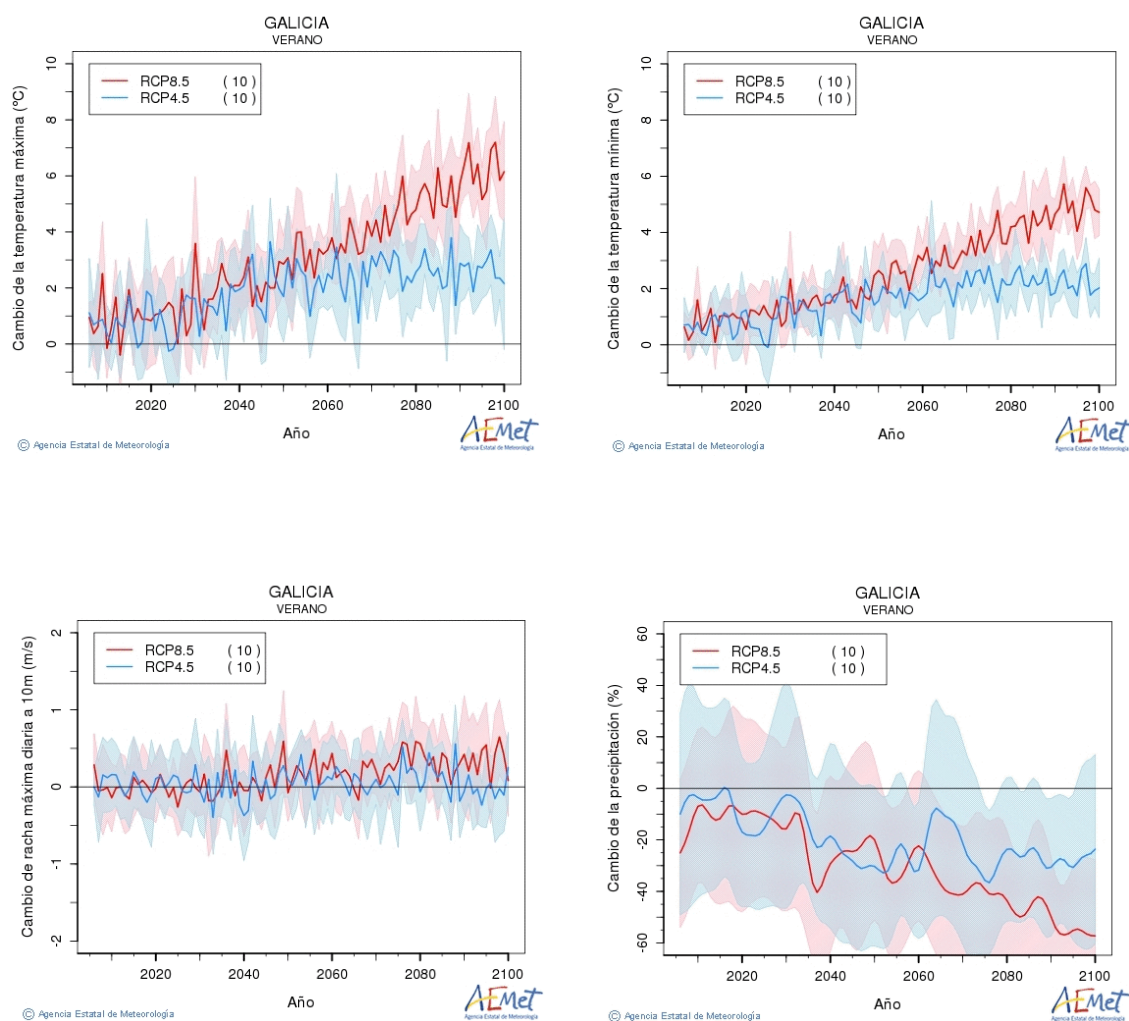 GALICIA
VERANO
Cambio de la temperatura máxima (ºC)
10
8
6
4
2
0
RCP8.5 ( 10 )
RCP4.5 ( 10 )
2020 2040 2060 2080 2100
Año
© Agencia Estatal de Meteorología
AEMet
Agencia Estatal de Meteorología
GALICIA
VERANO
Cambio de la temperatura mínima (ºC)
10
8
6
4
2
0
RCP8.5 ( 10 )
RCP4.5 ( 10 )
2020 2040 2060 2080 2100
Año
© Agencia Estatal de Meteorología
AEMet
Agencia Estatal de Meteorología
GALICIA
VERANO
Cambio de racha máxima diaria a 10m (m/s)
2
1
0
-1
-2
RCP8.5 ( 10 )
RCP4.5 ( 10 )
2020 2040 2060 2080 2100
Año
© Agencia Estatal de Meteorología
AEMet
Agencia Estatal de Meteorología
GALICIA
VERANO
Cambio de la precipitación (%)
60
40
20
0
-20
-40
-60
RCP8.5 ( 10 )
RCP4.5 ( 10 )
2020 2040 2060 2080 2100
Año
© Agencia Estatal de Meteorología
AEMet
Agencia Estatal de Meteorología